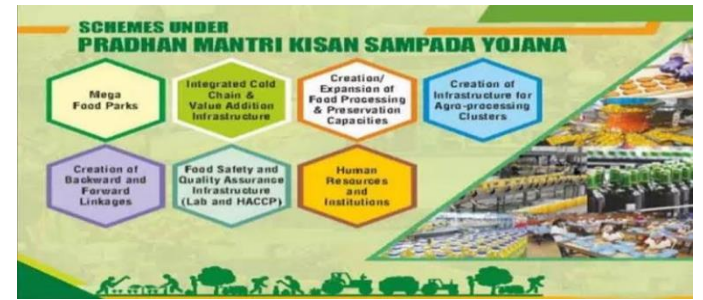 SCHEMES UNDER
PRADHAN MANTRI KISAN SAMPADA YOJANA
Mega
Food Parks
Integrated Cold
Chain &
Value Addition
Infrastructure
Creation/
Expansion of
Food Processing
& Preservation
Capacities
Creation of
Infrastructure for
Agro-processing
Clusters
Creation of
Backward and
Forward
Linkages
Food Safety and
Quality Assurance
Infrastructure
(Lab and HACCP)
Human
Resources
and
Institutions